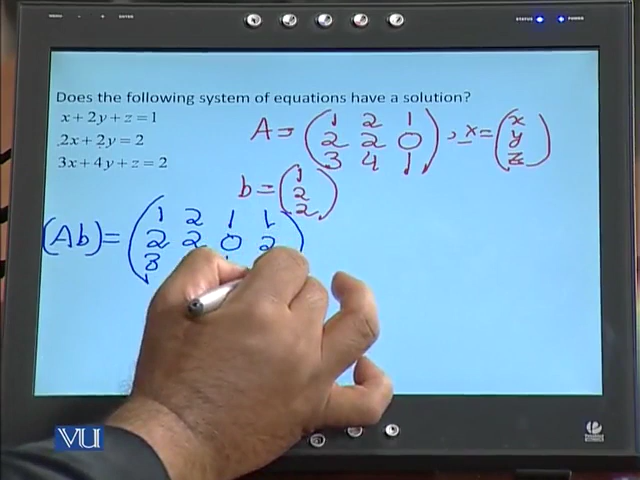 MENU - + ENTER STATUS POWER
Does the following system of equations have a solution?
x + 2y + z = 1
2x + 2y = 2
3x + 4y + z = 2
A = (1 2 1
2 2 0
3 4 1) , x = (x
y
z)
b = (1
2
2)
(Ab) = (1 2 1 1
2 2 0 2
3
VU